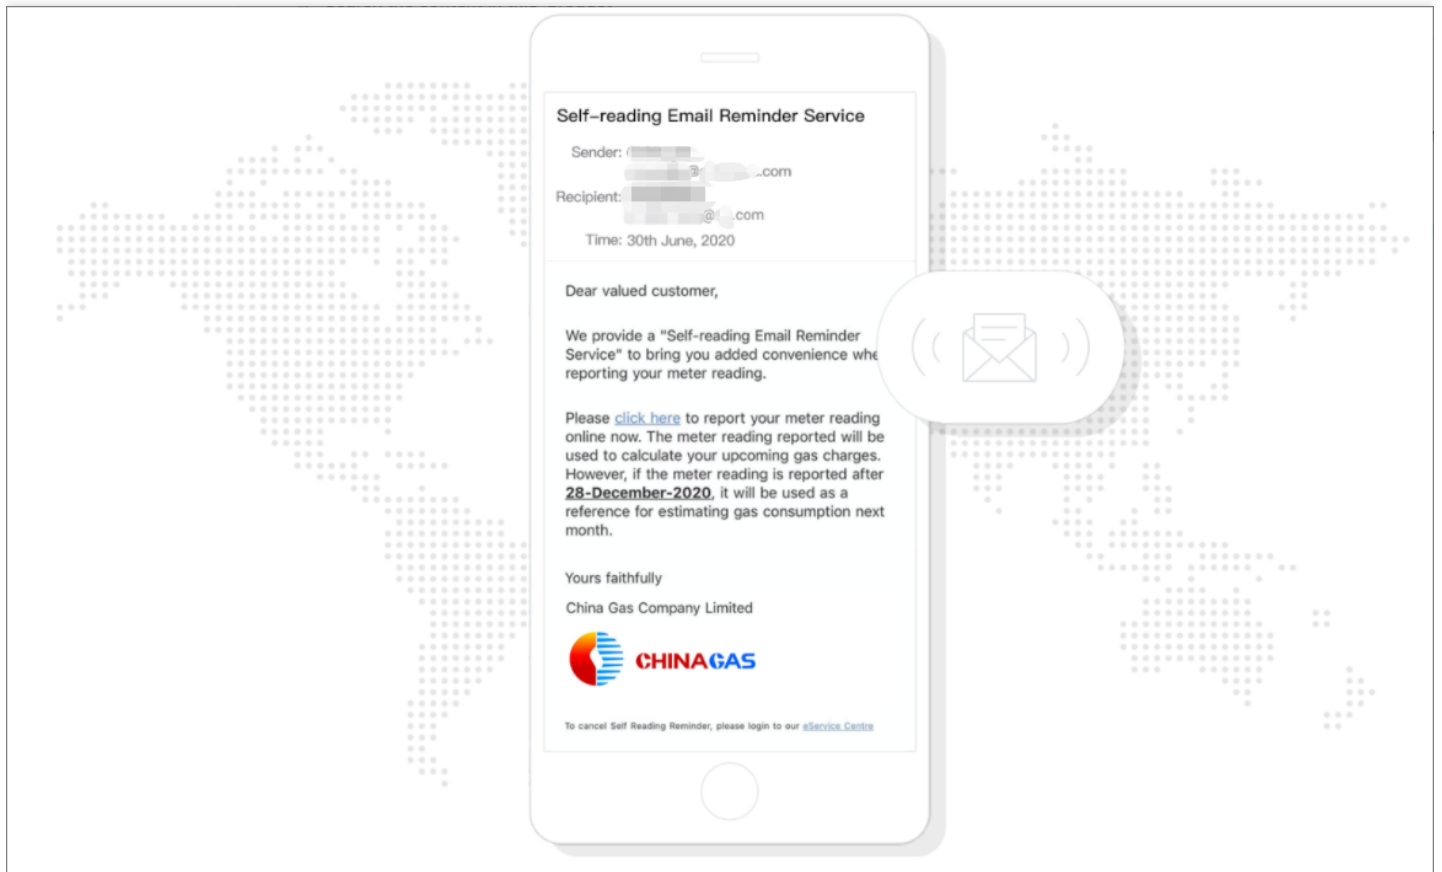 Self-reading Email Reminder Service
Sender:
@ .com
Recipient:
@ .com
Time: 30th June, 2020
Dear valued customer,
We provide a "Self-reading Email Reminder
Service" to bring you added convenience whe
reporting your meter reading.
Please click here to report your meter reading
online now. The meter reading reported will be
used to calculate your upcoming gas charges.
However, if the meter reading is reported after
28-December-2020, it will be used as a
reference for estimating gas consumption next
month.
Yours faithfully
China Gas Company Limited
CHINAGAS
To cancel Self Reading Reminder, please login to our eService Centre